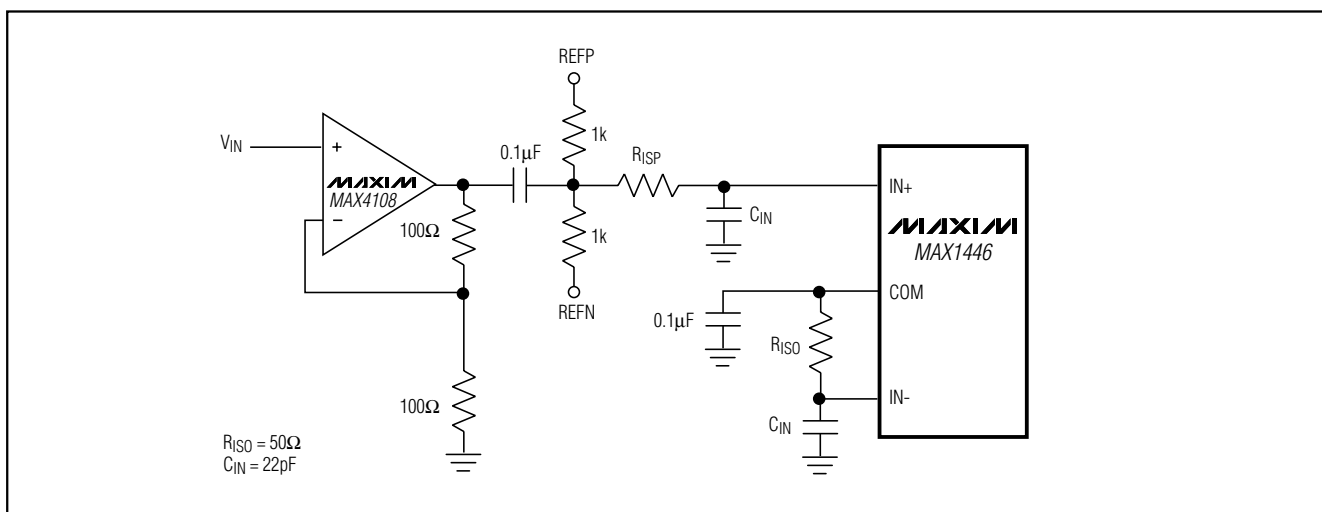 REFP
VIN
+
MAXIM
MAX4108
−
0.1µF
1k
RISP
100Ω
1k
REFN
CIN
IN+
MAXIM
MAX1446
COM
0.1µF
RISO
IN-
CIN
100Ω
RISO = 50Ω
CIN = 22pF